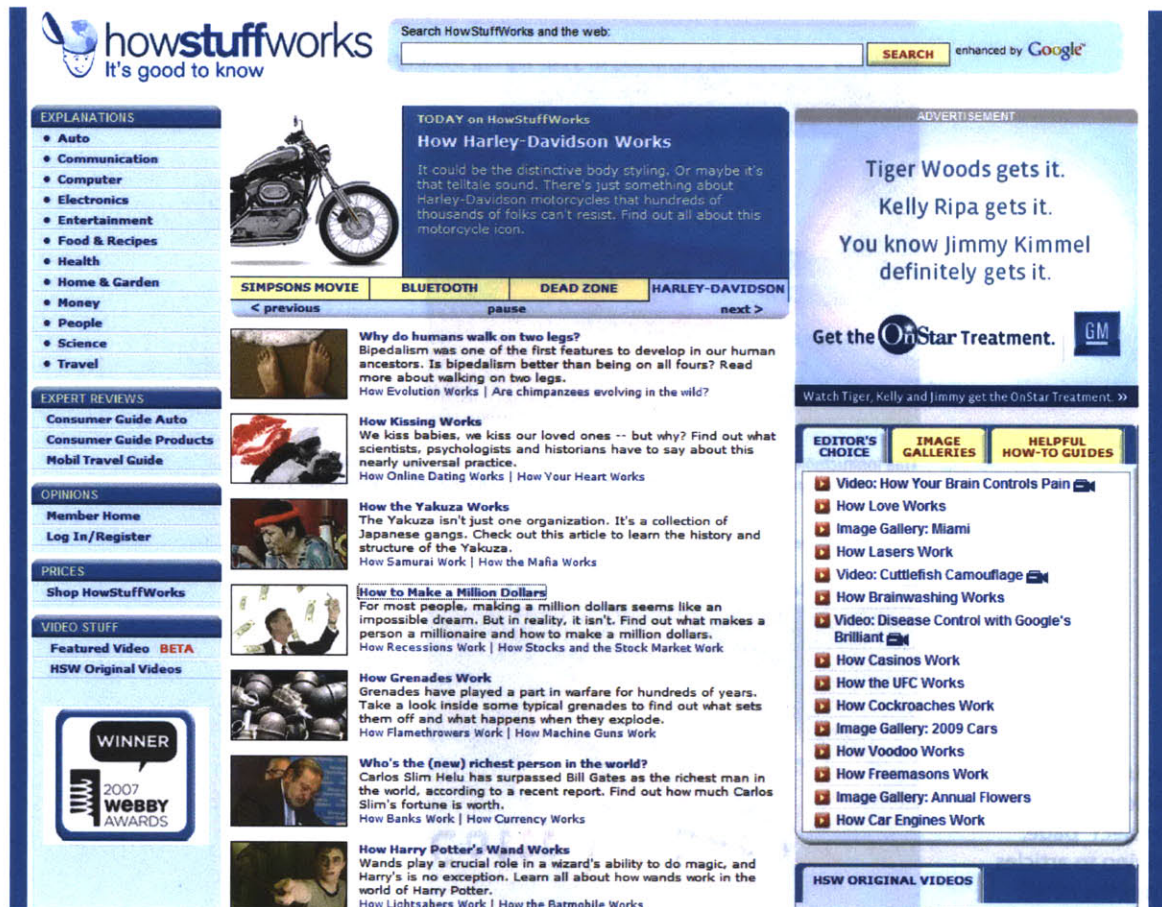 howstuffworks
It's good to know
Search HowStuffWorks and the web:
SEARCH
enhanced by Google
EXPLANATIONS
• Auto
• Communication
• Computer
• Electronics
• Entertainment
• Food & Recipes
• Health
• Home & Garden
• Money
• People
• Science
• Travel
EXPERT REVIEWS
Consumer Guide Auto
Consumer Guide Products
Mobil Travel Guide
OPINIONS
Member Home
Log In/Register
PRICES
Shop HowStuffWorks
VIDEO STUFF
Featured Video BETA
HSW Original Videos
WINNER
2007
WEBBY
AWARDS
TODAY on HowStuffWorks
How Harley-Davidson Works
It could be the distinctive body styling. Or maybe it's
that telltale sound. There's just something about
Harley-Davidson motorcycles that hundreds of
thousands of folks can't resist. Find out all about this
motorcycle icon.
SIMPSONS MOVIE
BLUETOOTH
DEAD ZONE
HARLEY-DAVIDSON
< previous
pause
next >
Why do humans walk on two legs?
Bipedalism was one of the first features to develop in our human
ancestors. Is bipedalism better than being on all fours? Read
more about walking on two legs.
How Evolution Works | Are chimpanzees evolving in the wild?
How Kissing Works
We kiss babies, we kiss our loved ones -- but why? Find out what
scientists, psychologists and historians have to say about this
nearly universal practice.
How Online Dating Works | How Your Heart Works
How the Yakuza Works
The Yakuza isn't just one organization. It's a collection of
Japanese gangs. Check out this article to learn the history and
structure of the Yakuza.
How Samurai Work | How the Mafia Works
How to Make a Million Dollars
For most people, making a million dollars seems like an
impossible dream. But in reality, it isn't. Find out what makes a
person a millionaire and how to make a million dollars.
How Recessions Work | How Stocks and the Stock Market Work
How Grenades Work
Grenades have played a part in warfare for hundreds of years.
Take a look inside some typical grenades to find out what sets
them off and what happens when they explode.
How Flamethrowers Work | How Machine Guns Work
Who's the (new) richest person in the world?
Carlos Slim Helu has surpassed Bill Gates as the richest man in
the world, according to a recent report. Find out how much Carlos
Slim's fortune is worth.
How Banks Work | How Currency Works
How Harry Potter's Wand Works
Wands play a crucial role in a wizard's ability to do magic, and
Harry's is no exception. Learn all about how wands work in the
world of Harry Potter.
How Lightsabers Work | How the Batmobile Works
ADVERTISEMENT
Tiger Woods gets it.
Kelly Ripa gets it.
You know Jimmy Kimmel
definitely gets it.
Get the OnStar Treatment.
GM
Watch Tiger, Kelly and Jimmy get the OnStar Treatment. »
EDITOR'S
CHOICE
IMAGE
GALLERIES
HELPFUL
HOW-TO GUIDES
Video: How Your Brain Controls Pain
How Love Works
Image Gallery: Miami
How Lasers Work
Video: Cuttlefish Camouflage
How Brainwashing Works
Video: Disease Control with Google's
Brilliant
How Casinos Work
How the UFC Works
How Cockroaches Work
Image Gallery: 2009 Cars
How Voodoo Works
How Freemasons Work
Image Gallery: Annual Flowers
How Car Engines Work
HSW ORIGINAL VIDEOS